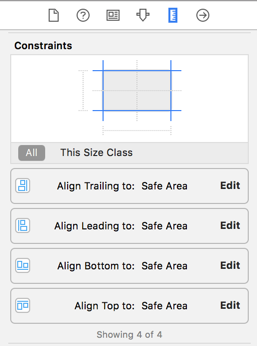 Constraints
All This Size Class
Align Trailing to: Safe Area Edit
Align Leading to: Safe Area Edit
Align Bottom to: Safe Area Edit
Align Top to: Safe Area Edit
Showing 4 of 4